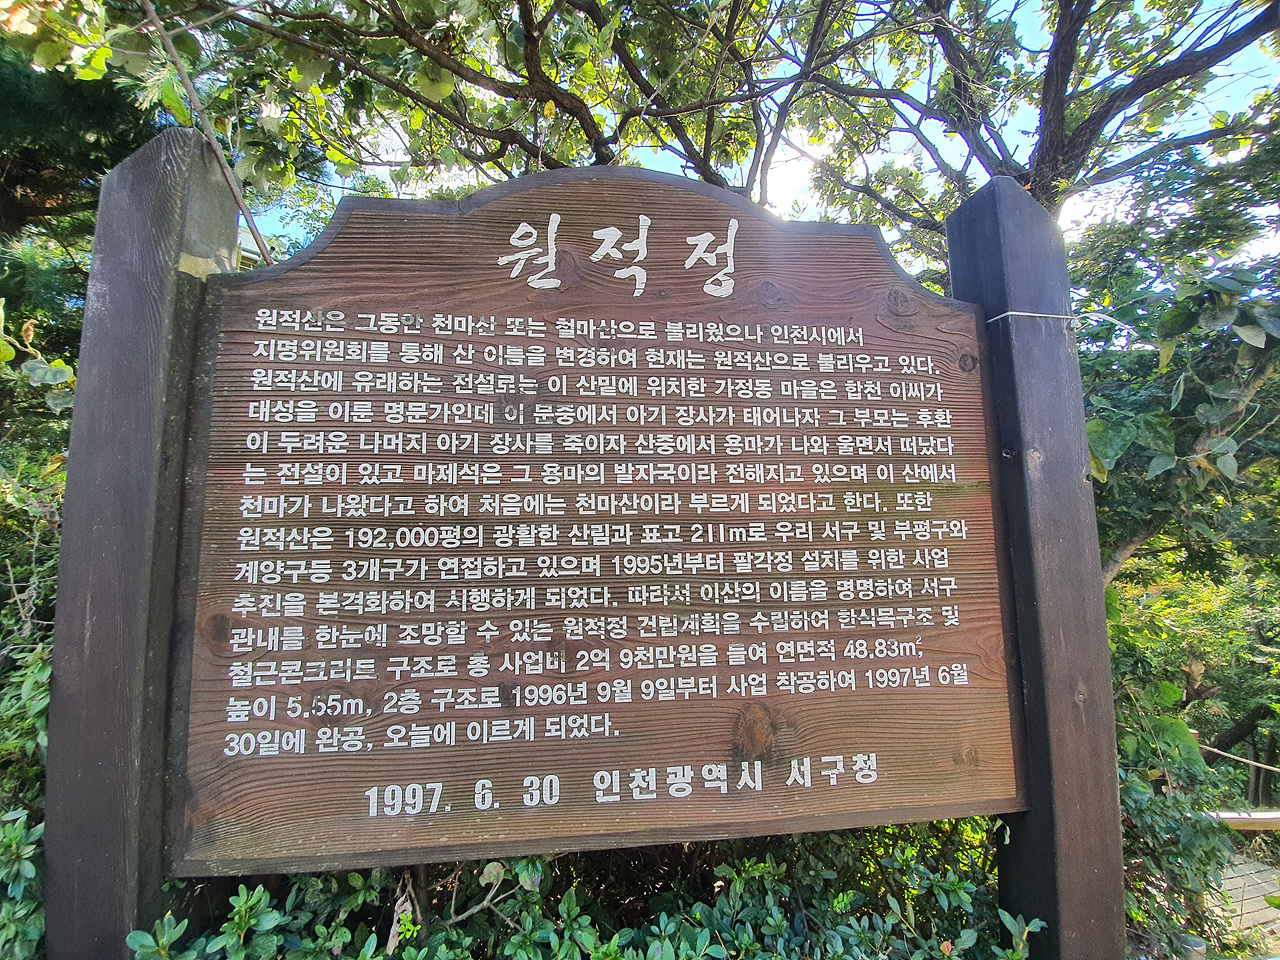 원적정
원적산은 그동안 천마산 또는 철마산으로 불리웠으나 인천시에서
지명위원회를 통해 산 이름을 변경하여 현재는 원적산으로 불리우고 있다.
원적산에 유래하는 전설로는 이 산밑에 위치한 가정동 마을은 합천 이씨가
대성을 이룬 명문가인데 이 문중에서 아기 장사가 태어나자 그 부모는 후환
이 두려운 나머지 아기 장사를 죽이자 산중에서 용마가 나와 울면서 떠났다
는 전설이 있고 마제석은 그 용마의 발자국이라 전해지고 있으며 이 산에서
천마가 나왔다고 하여 처음에는 천마산이라 부르게 되었다고 한다. 또한
원적산은 192,000평의 광활한 산림과 표고 211m로 우리 서구 및 부평구와
계양구등 3개구가 연접하고 있으며 1995년부터 팔각정 설치를 위한 사업
추진을 본격화하여 시행하게 되었다. 따라서 이산의 이름을 명명하여 서구
관내를 한눈에 조망할 수 있는 원적정 건립계획을 수립하여 한식목구조 및
철근콘크리트 구조로 총 사업비 2억 9천만원을 들여 연면적 48.83㎡,
높이 5.55m, 2층 구조로 1996년 9월 9일부터 사업 착공하여 1997년 6월
30일에 완공, 오늘에 이르게 되었다.
1997. 6. 30 인천광역시 서구청